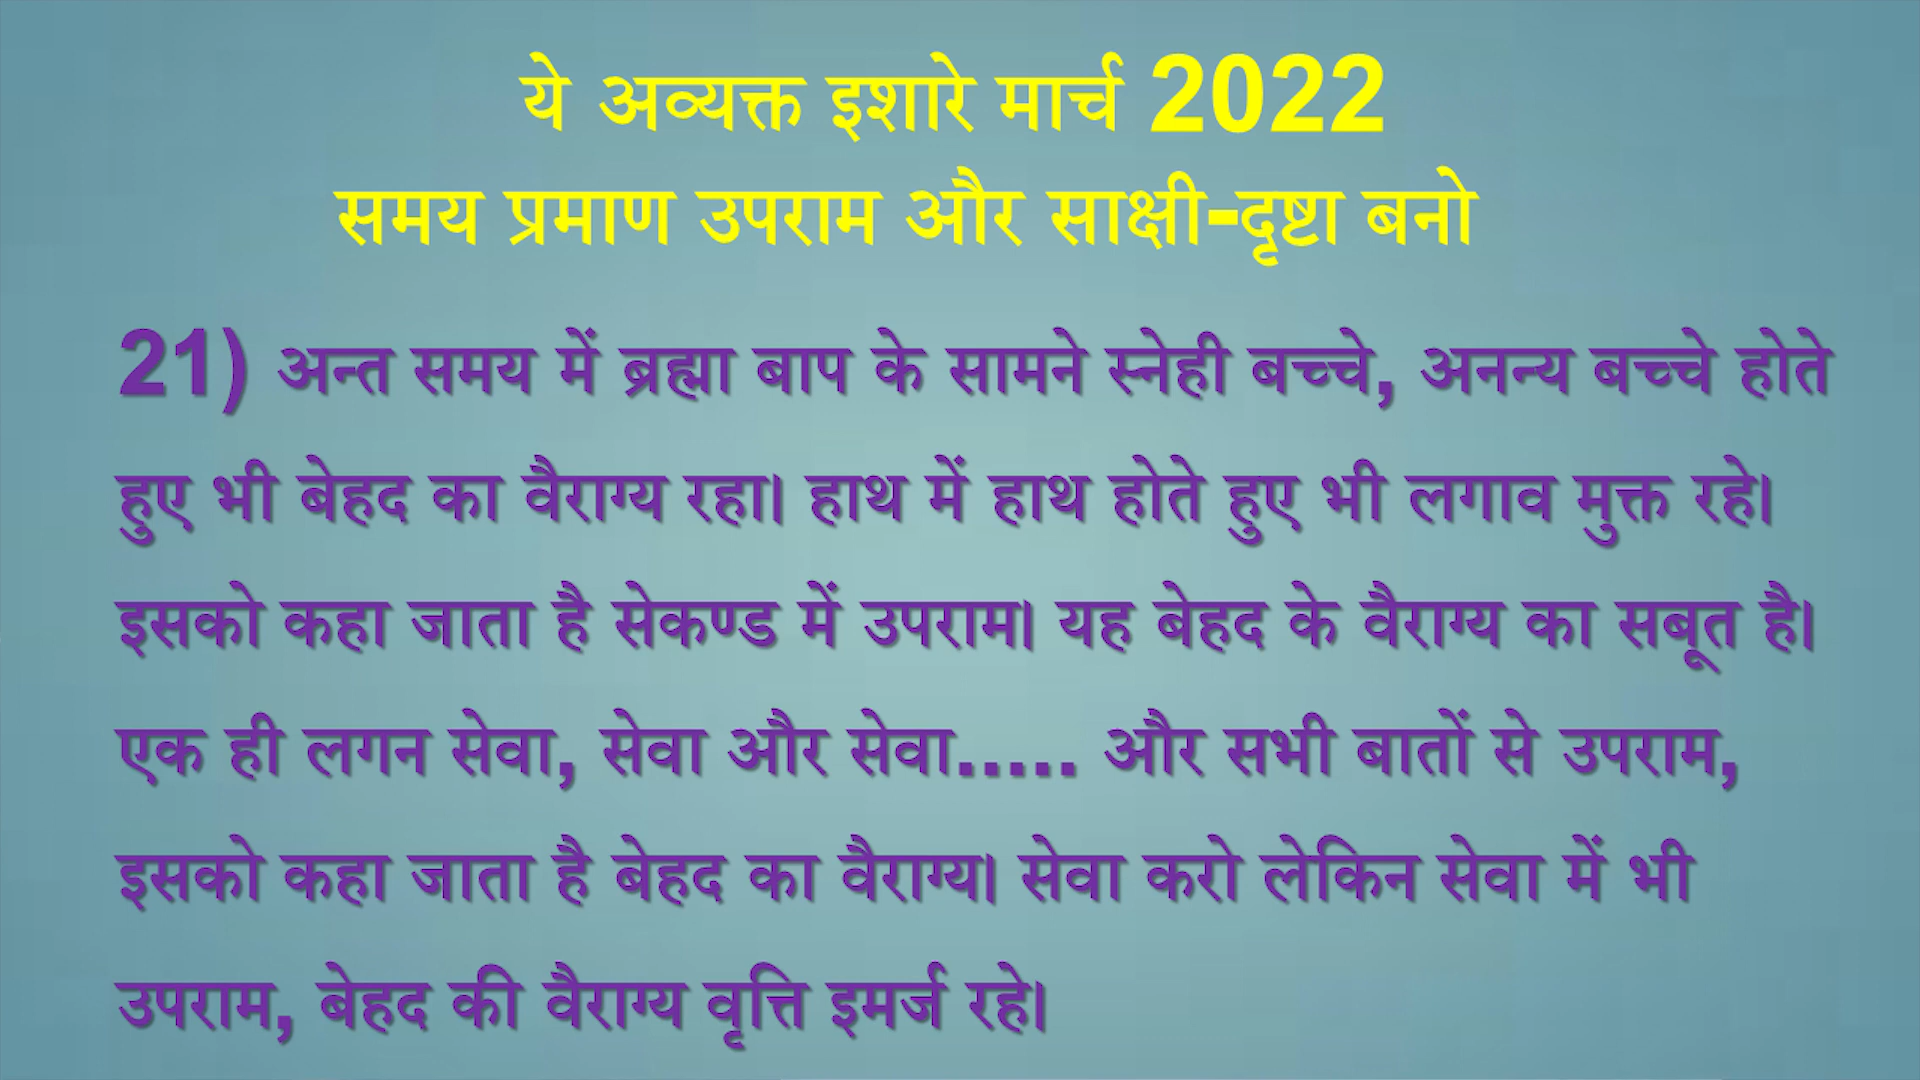 ये अव्यक्त इशारे मार्च 2022
समय प्रमाण उपराम और साक्षी-दृष्टा बनो
21) अन्त समय में ब्रह्मा बाप के सामने स्नेही बच्चे, अनन्य बच्चे होते
हुए भी बेहद का वैराग्य रहा। हाथ में हाथ होते हुए भी लगाव मुक्त रहे।
इसको कहा जाता है सेकण्ड में उपराम। यह बेहद के वैराग्य का सबूत है।
एक ही लगन सेवा, सेवा और सेवा..... और सभी बातों से उपराम,
इसको कहा जाता है बेहद का वैराग्य। सेवा करो लेकिन सेवा में भी
उपराम, बेहद की वैराग्य वृत्ति इमर्ज रहे।